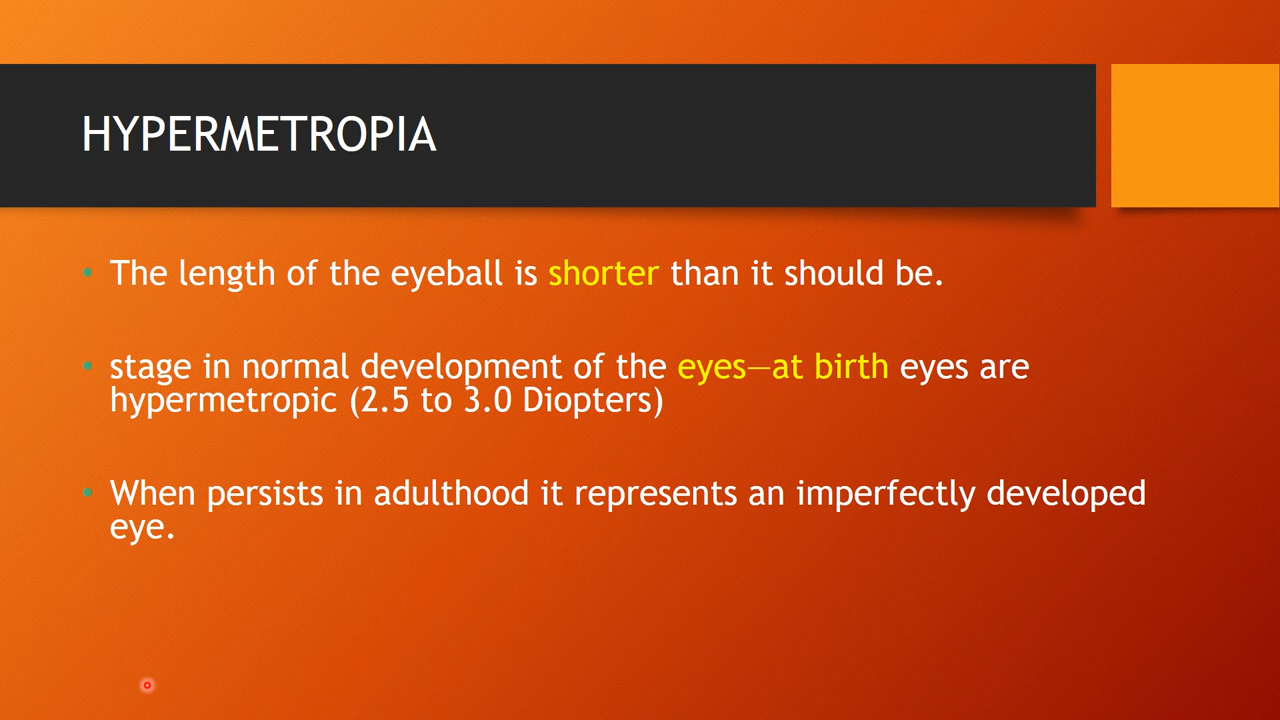 HYPERMETROPIA
• The length of the eyeball is shorter than it should be.
• stage in normal development of the eyes—at birth eyes are
hypermetropic (2.5 to 3.0 Diopters)
• When persists in adulthood it represents an imperfectly developed
eye.